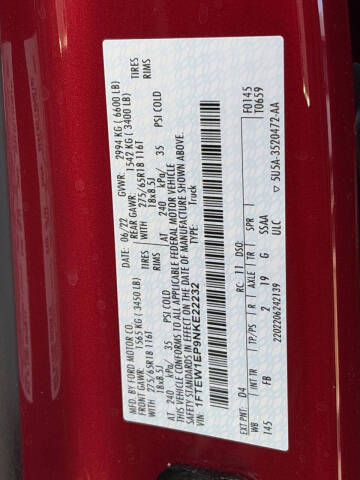 MFD. BY FORD MOTOR CO.
DATE: 06/22 GVWR: 2994 KG ( 6600 LB)
FRONT GAWR: 1565 KG ( 3450 LB) REAR GAWR: 1542 KG ( 3400 LB)
WITH 275/65R18 116T TIRES WITH 275/65R18 116T TIRES
18x8.5J RIMS 18x8.5J RIMS
AT 240 kPa/ 35 PSI COLD AT 240 kPa/ 35 PSI COLD
THIS VEHICLE CONFORMS TO ALL APPLICABLE FEDERAL MOTOR VEHICLE
SAFETY STANDARDS IN EFFECT ON THE DATE OF MANUFACTURE SHOWN ABOVE.
VIN: 1FTEW1EP9NKE22232 Truck
F0145
T0659
EXT PNT: D4 RC: 11 DSO:
WB INT TR TP/PS R AXLE TR SPR
145 FB 2 19 G SSAA
ULC
2202206242139
5U5A-3520472-AA